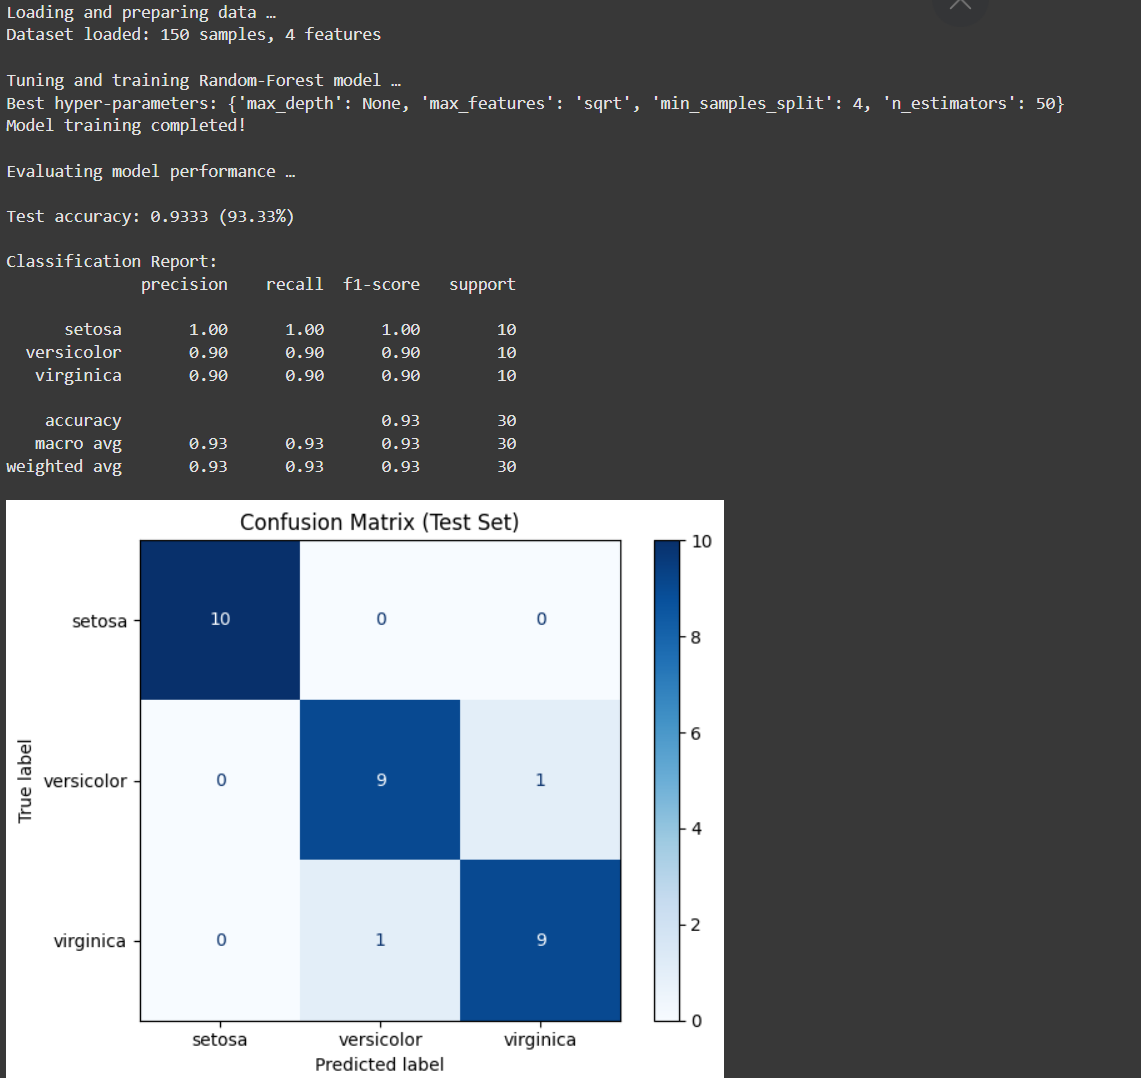 Loading and preparing data …
Dataset loaded: 150 samples, 4 features
Tuning and training Random-Forest model …
Best hyper-parameters: {'max_depth': None, 'max_features': 'sqrt', 'min_samples_split': 4, 'n_estimators': 50}
Model training completed!
Evaluating model performance …
Test accuracy: 0.9333 (93.33%)
Classification Report:
precision recall f1-score support
setosa 1.00 1.00 1.00 10
versicolor 0.90 0.90 0.90 10
virginica 0.90 0.90 0.90 10
accuracy 0.93 30
macro avg 0.93 0.93 0.93 30
weighted avg 0.93 0.93 0.93 30
Confusion Matrix (Test Set)
10
setosa 10 0 0
8
6
True label
versicolor 0 9 1
4
2
virginica 0 1 9
0
setosa versicolor virginica
Predicted label